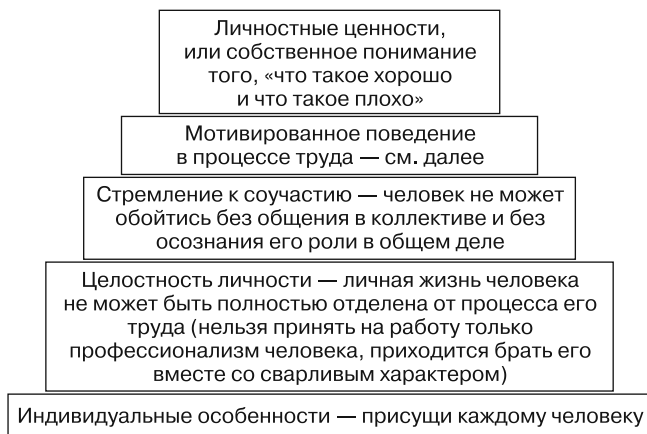 Личностные ценности,
или собственное понимание
того, «что такое хорошо
и что такое плохо»
Мотивированное поведение
в процессе труда — см. далее
Стремление к соучастию — человек не может
обойтись без общения в коллективе и без
осознания его роли в общем деле
Целостность личности — личная жизнь человека
не может быть полностью отделена от процесса его
труда (нельзя принять на работу только
профессионализм человека, приходится брать его
вместе со сварливым характером)
Индивидуальные особенности — присущи каждому человеку